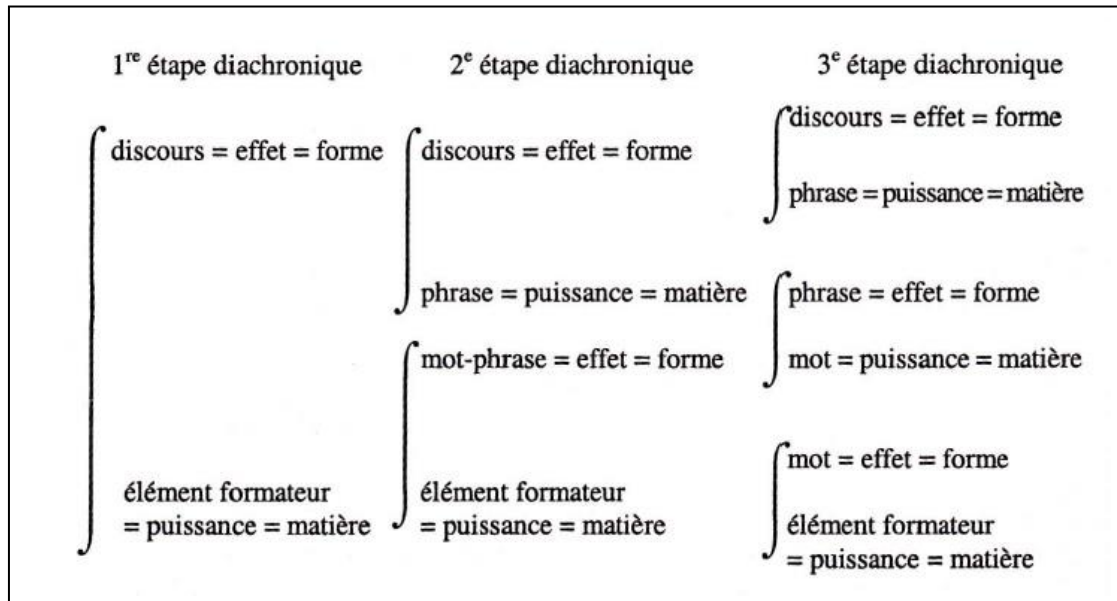 1re étape diachronique
discours = effet = forme
élément formateur
= puissance = matière
2e étape diachronique
discours = effet = forme
phrase = puissance = matière
mot-phrase = effet = forme
élément formateur
= puissance = matière
3e étape diachronique
discours = effet = forme
phrase = puissance = matière
phrase = effet = forme
mot = puissance = matière
mot = effet = forme
élément formateur
= puissance = matière